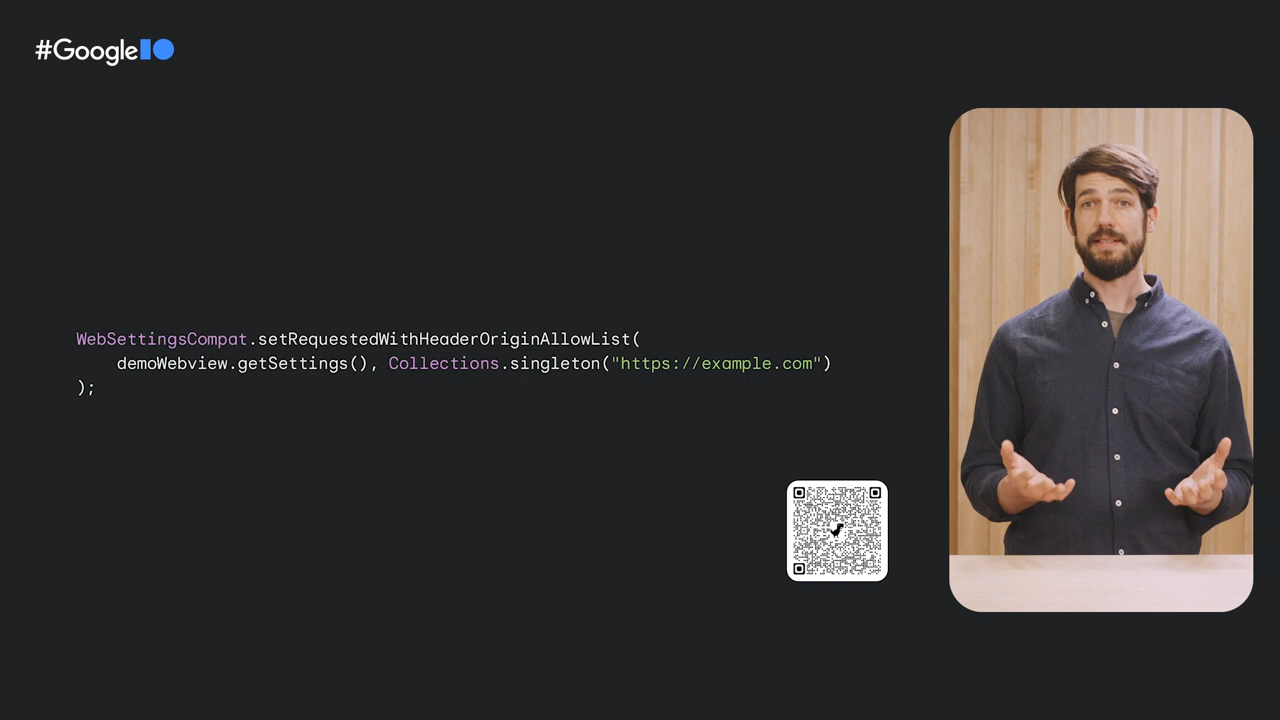 #GoogleIO
WebSettingsCompat.setRequestedWithHeaderOriginAllowList(
demoWebview.getSettings(), Collections.singleton("https://example.com")
);